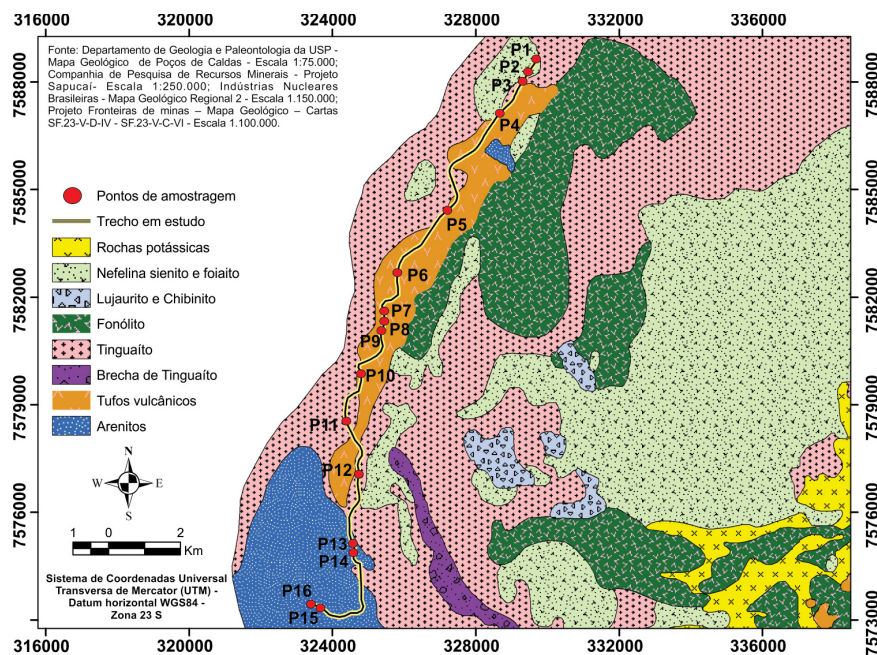 316000
320000
324000
328000
332000
336000
Fonte: Departamento de Geologia e Paleontologia da USP -
Mapa Geológico de Poços de Caldas - Escala 1:75.000;
Companhia de Pesquisa de Recursos Minerais - Projeto
Sapucaí- Escala 1:250.000; Indústrias Nucleares
Brasileiras - Mapa Geológico Regional 2 - Escala 1.150.000;
Projeto Fronteiras de minas – Mapa Geológico – Cartas
SF.23-V-D-IV - SF.23-V-C-VI - Escala 1.100.000.
7588000
7585000
7582000
7579000
7576000
7573000
Pontos de amostragem
Trecho em estudo
Rochas potássicas
Nefelina sienito e foiaito
Lujaurito e Chibinito
Fonólito
Tinguaíto
Brecha de Tinguaíto
Tufos vulcânicos
Arenitos
N
W
E
S
1
0
2
Km
Sistema de Coordenadas Universal
Transversa de Mercator (UTM) -
Datum horizontal WGS84 -
Zona 23 S
P1
P2
P3
P4
P5
P6
P7
P8
P9
P10
P11
P12
P13
P14
P16
P15
7588000
7585000
7582000
7579000
7576000
7573000
316000
320000
324000
328000
332000
336000